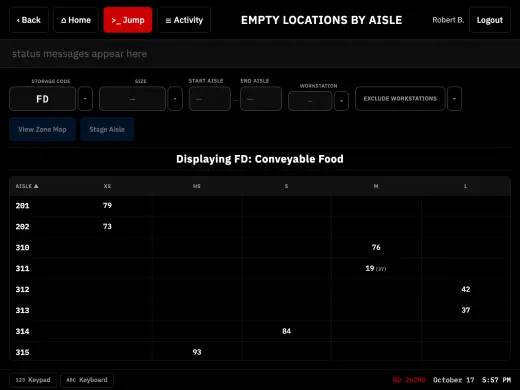 ‹ Back
⌂ Home
>_ Jump
≡ Activity
EMPTY LOCATIONS BY AISLE
Robert B.
Logout
status messages appear here
STORAGE CODE
SIZE
START AISLE
END AISLE
WORKSTATION
FD
-
—
-
—
-
—
—
-
EXCLUDE WORKSTATIONS
-
View Zone Map
Stage Aisle
Displaying FD: Conveyable Food
AISLE ▲ XS HS S M L
201 79
202 73
310 76
311 19 (37)
312 42
313 37
314 84
315 93
123 Keypad
ABC Keyboard
October 17 5:57 PM